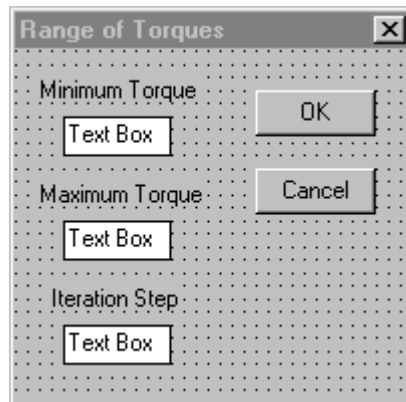 Range of Torques
Minimum Torque
Text Box
OK
Maximum Torque
Cancel
Text Box
Iteration Step
Text Box